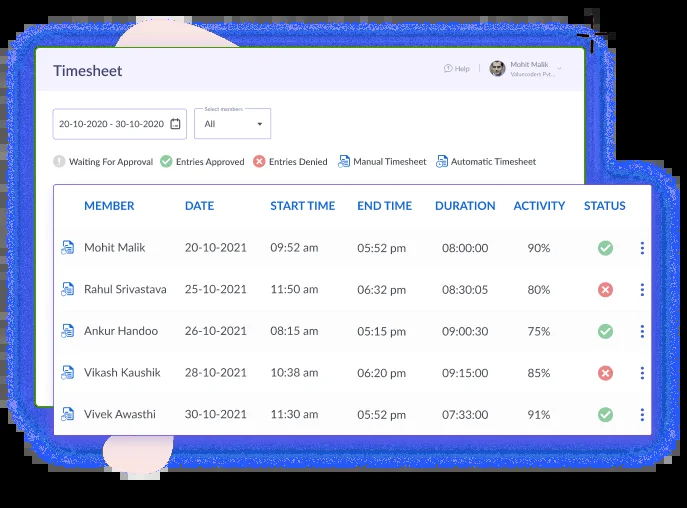 Timesheet
Help
Mohit Malik
Valuecoders Pvt...
20-10-2020 - 30-10-2020
Select members
All
Waiting For Approval
Entries Approved
Entries Denied
Manual Timesheet
Automatic Timesheet
MEMBER DATE START TIME END TIME DURATION ACTIVITY STATUS
Mohit Malik 20-10-2021 09:52 am 05:52 pm 08:00:00 90%
Rahul Srivastava 25-10-2021 11:50 am 06:32 pm 08:30:05 80%
Ankur Handoo 26-10-2021 08:15 am 05:15 pm 09:00:30 75%
Vikash Kaushik 28-10-2021 10:38 am 06:20 pm 09:15:00 85%
Vivek Awasthi 30-10-2021 11:30 am 05:52 pm 07:33:00 91%